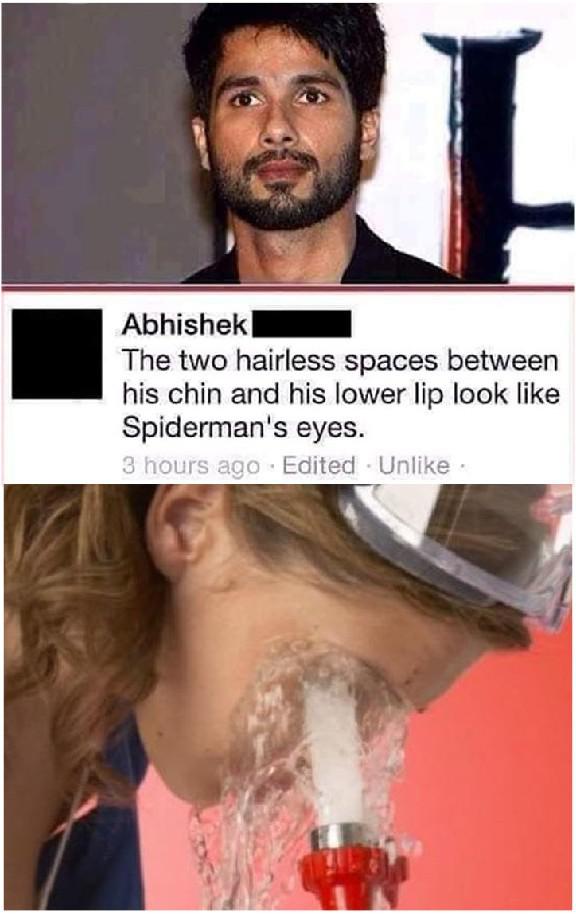 Abhishek
The two hairless spaces between
his chin and his lower lip look like
Spiderman's eyes.
3 hours ago · Edited · Unlike ·